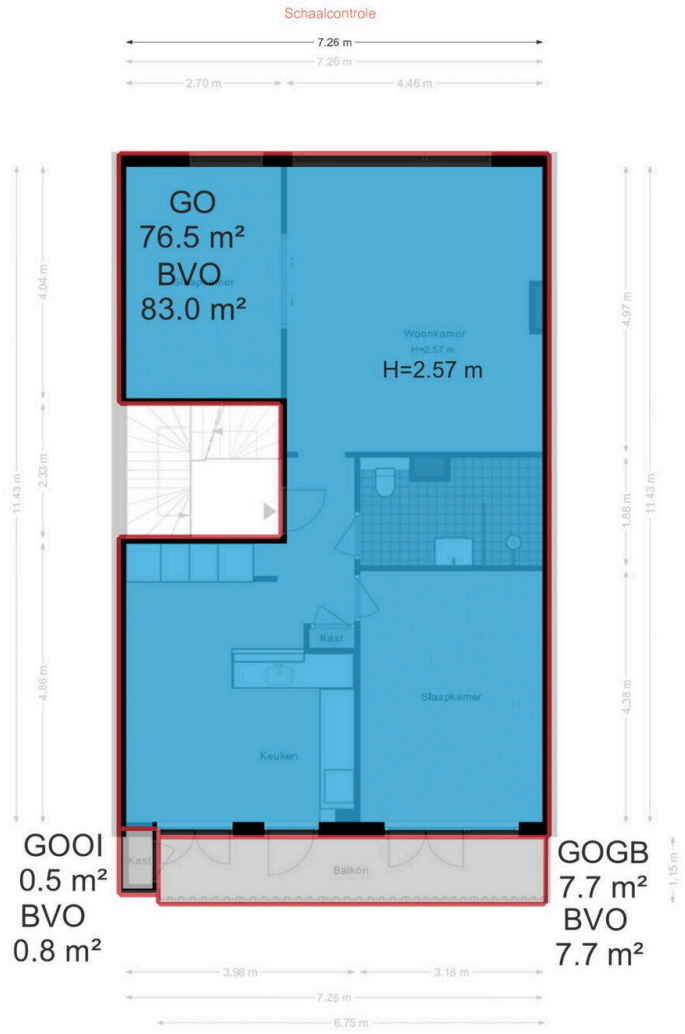 Schaalcontrole
7.26 m
7.26 m
2.70 m
4.46 m
GO
76.5 m²
BVO
83.0 m²
Woonkamer
H=2.57 m
H=2.57 m
4.04 m
2.33 m
11.43 m
4.86 m
4.97 m
1.88 m
11.43 m
4.38 m
Kast
Slaapkamer
Keuken
GOOI
0.5 m²
BVO
0.8 m²
Kast
Balkon
GOGB
7.7 m²
BVO
7.7 m²
1.15 m
3.98 m
3.18 m
7.26 m
6.75 m